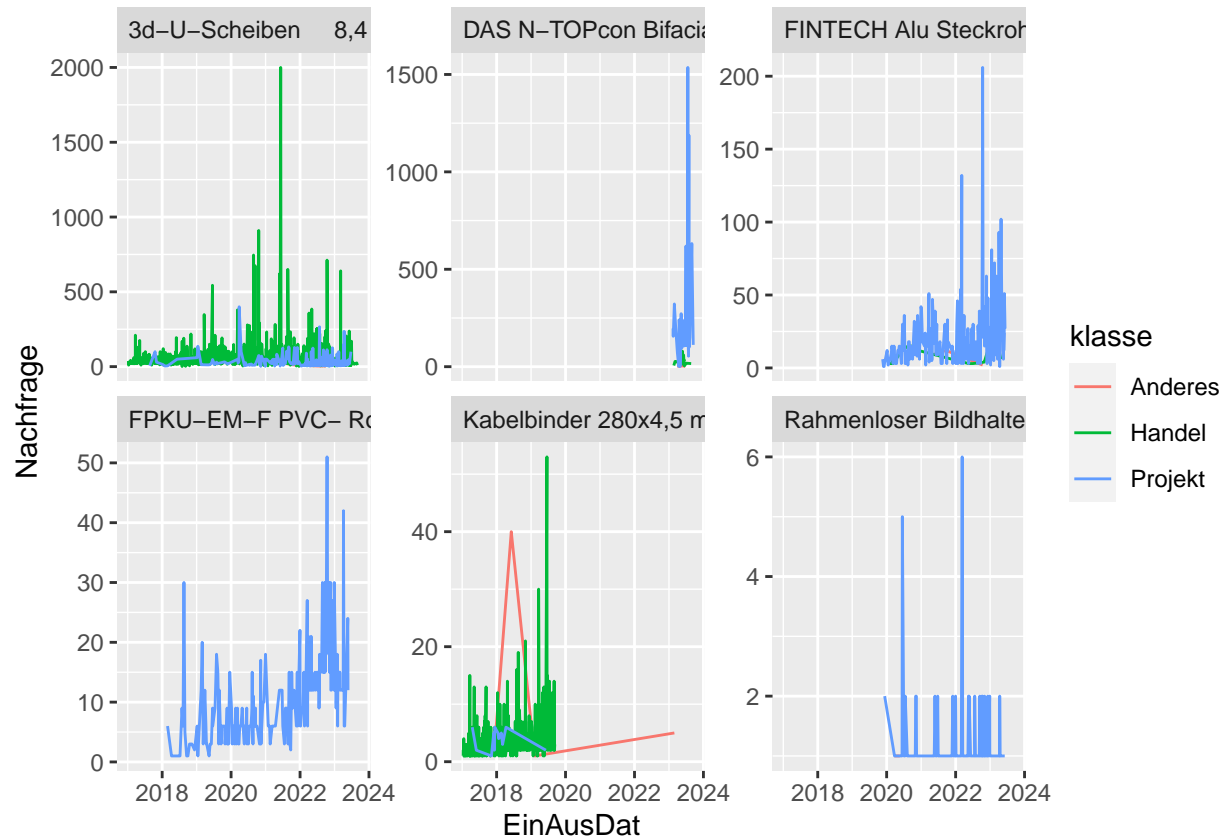 3d−U−Scheiben 8,4
DAS N−TOPcon Bifacia
FINTECH Alu Steckroh
2000
1500
1000
500
0
1500
1000
500
0
200
150
100
50
0
FPKU−EM−F PVC− Ro
Kabelbinder 280x4,5 m
Rahmenloser Bildhalte
50
40
30
20
10
0
40
20
0
6
4
2
2018 2020 2022 2024
2018 2020 2022 2024
2018 2020 2022 2024
EinAusDat
Nachfrage
klasse
Anderes
Handel
Projekt